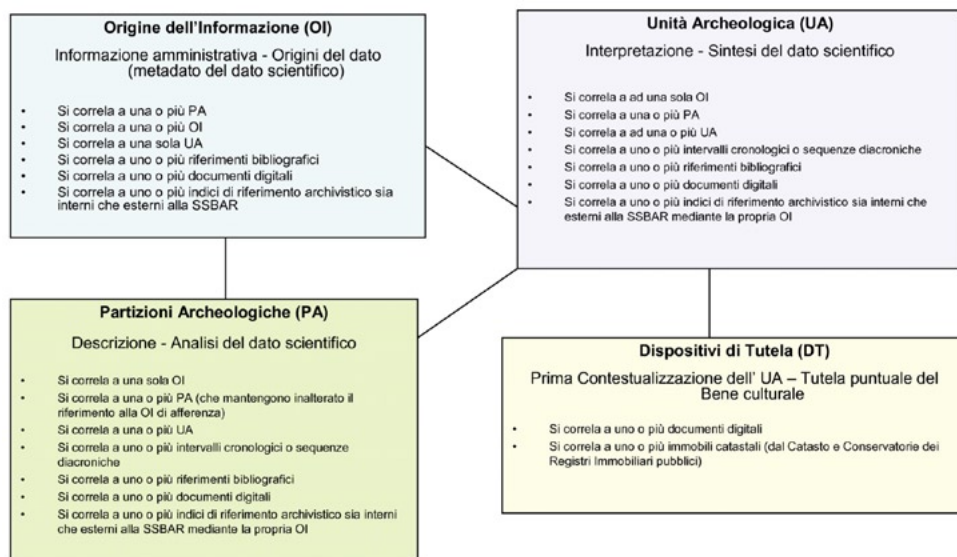 Origine dell'Informazione (OI)
Informazione amministrativa - Origini del dato
(metadato del dato scientifico)
• Si correla a una o più PA
• Si correla a una o più OI
• Si correla a una sola UA
• Si correla a uno o più riferimenti bibliografici
• Si correla a uno o più documenti digitali
• Si correla a uno o più indici di riferimento archivistico sia
interni che esterni alla SSBAR
Unità Archeologica (UA)
Interpretazione - Sintesi del dato scientifico
• Si correla a ad una sola OI
• Si correla a una o più PA
• Si correla a ad una o più UA
• Si correla a uno o più intervalli cronologici o sequenze diacroniche
• Si correla a uno o più riferimenti bibliografici
• Si correla a uno o più documenti digitali
• Si correla a uno o più indici di riferimento archivistico sia interni che
esterni alla SSBAR mediante la propria OI
Partizioni Archeologiche (PA)
Descrizione - Analisi del dato scientifico
• Si correla a una sola OI
• Si correla a una o più PA (che mantengono inalterato il
riferimento alla OI di afferenza)
• Si correla a una o più UA
• Si correla a uno o più intervalli cronologici o sequenze
diacroniche
• Si correla a uno o più riferimenti bibliografici
• Si correla a uno o più documenti digitali
• Si correla a uno o più indici di riferimento archivistico sia interni
che esterni alla SSBAR mediante la propria OI
Dispositivi di Tutela (DT)
Prima Contestualizzazione dell' UA – Tutela puntuale del
Bene culturale
• Si correla a uno o più documenti digitali
• Si correla a uno o più immobili catastali (dal Catasto e Conservatorie dei
Registri Immobiliari pubblici)